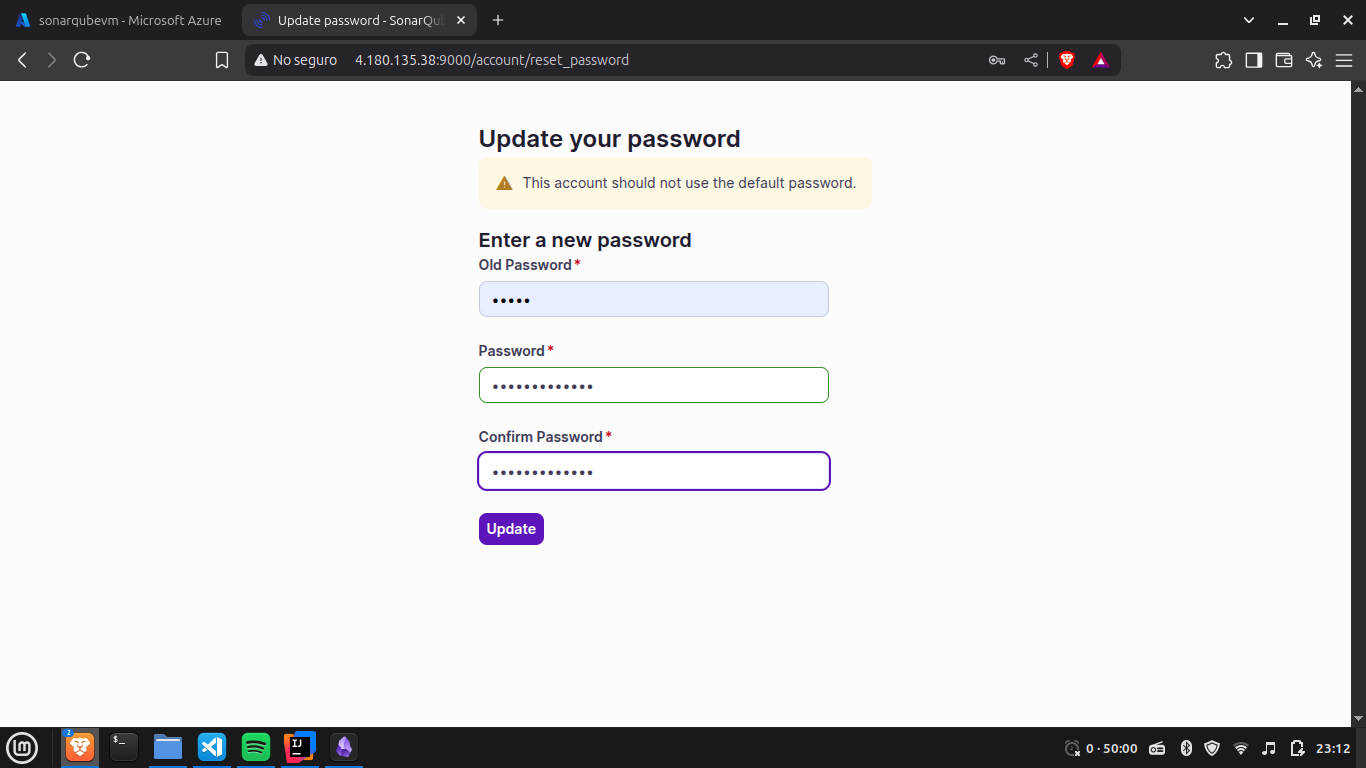 sonarqubevm - Microsoft Azure
Update password - SonarQu
No seguro 4.180.135.38:9000/account/reset_password
Update your password
This account should not use the default password.
Enter a new password
Old Password *
•••••
Password *
•••••••••••••
Confirm Password *
•••••••••••••
Update
2
$_
IJ
0 · 50:00
23:12